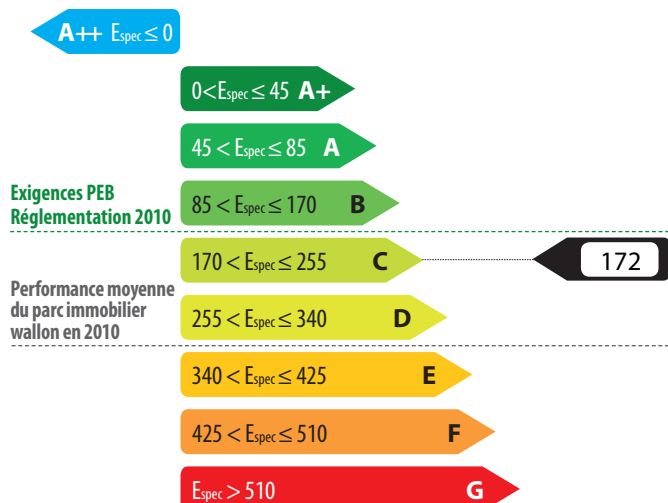 A++ Espec ≤ 0
0<Espec ≤ 45 A+
45 < Espec ≤ 85 A
Exigences PEB
Réglementation 2010
85 < Espec ≤ 170 B
170 < Espec ≤ 255 C
172
Performance moyenne
du parc immobilier
wallon en 2010
255 < Espec ≤ 340 D
340 < Espec ≤ 425 E
425 < Espec ≤ 510 F
Espec > 510 G